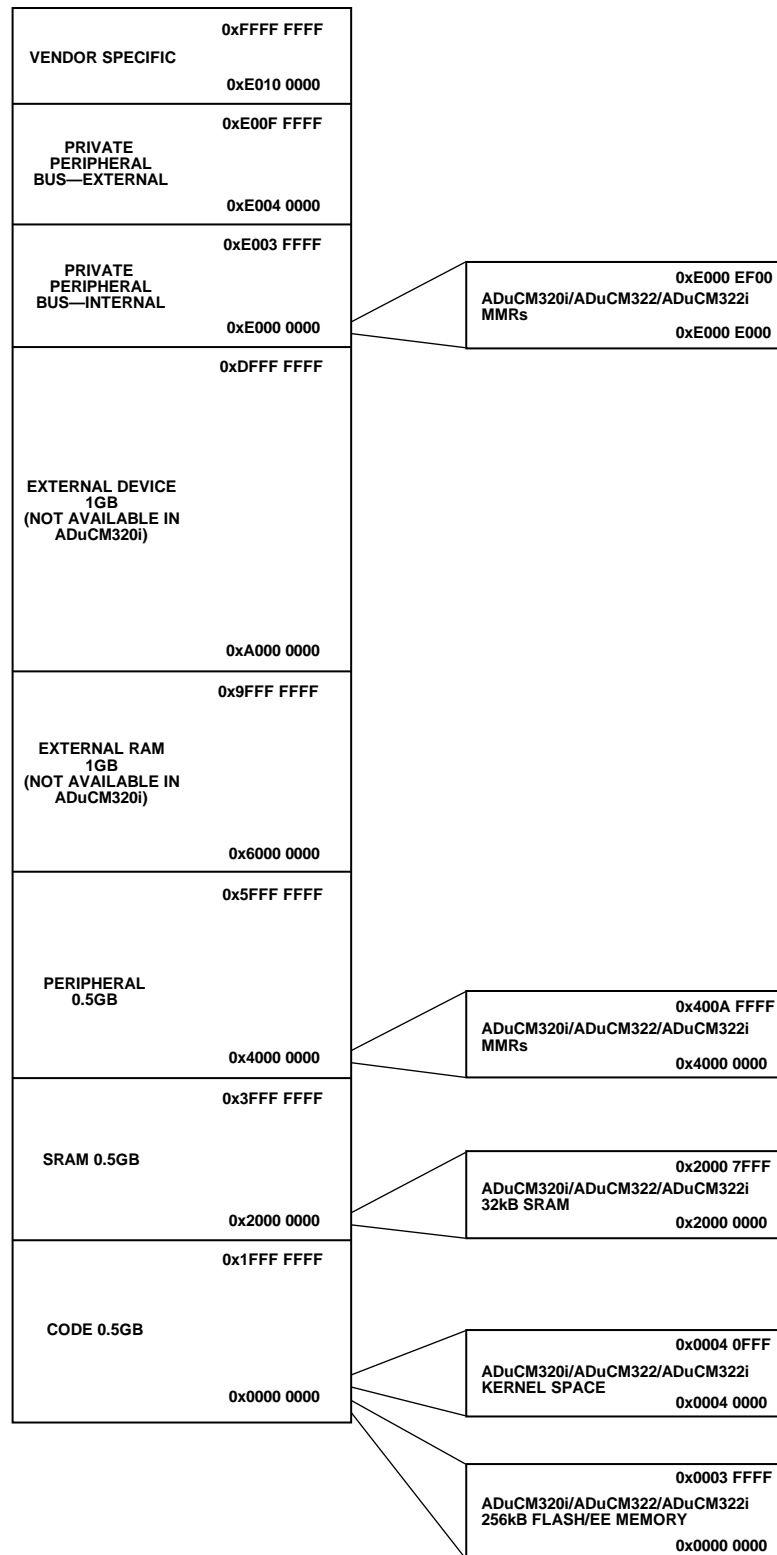 0xFFFF FFFF
VENDOR SPECIFIC
0xE010 0000
0xE00F FFFF
PRIVATE
PERIPHERAL
BUS—EXTERNAL
0xE004 0000
0xE003 FFFF
PRIVATE
PERIPHERAL
BUS—INTERNAL
0xE000 0000
0xE000 EF00
ADuCM320i/ADuCM322/ADuCM322i
MMRs
0xE000 E000
0xDFFF FFFF
EXTERNAL DEVICE
1GB
(NOT AVAILABLE IN
ADuCM320i)
0xA000 0000
0x9FFF FFFF
EXTERNAL RAM
1GB
(NOT AVAILABLE IN
ADuCM320i)
0x6000 0000
0x5FFF FFFF
PERIPHERAL
0.5GB
0x4000 0000
0x400A FFFF
ADuCM320i/ADuCM322/ADuCM322i
MMRs
0x4000 0000
0x3FFF FFFF
SRAM 0.5GB
0x2000 0000
0x2000 7FFF
ADuCM320i/ADuCM322/ADuCM322i
32kB SRAM
0x2000 0000
0x1FFF FFFF
CODE 0.5GB
0x0000 0000
0x0004 0FFF
ADuCM320i/ADuCM322/ADuCM322i
KERNEL SPACE
0x0004 0000
0x0003 FFFF
ADuCM320i/ADuCM322/ADuCM322i
256kB FLASH/EE MEMORY
0x0000 0000